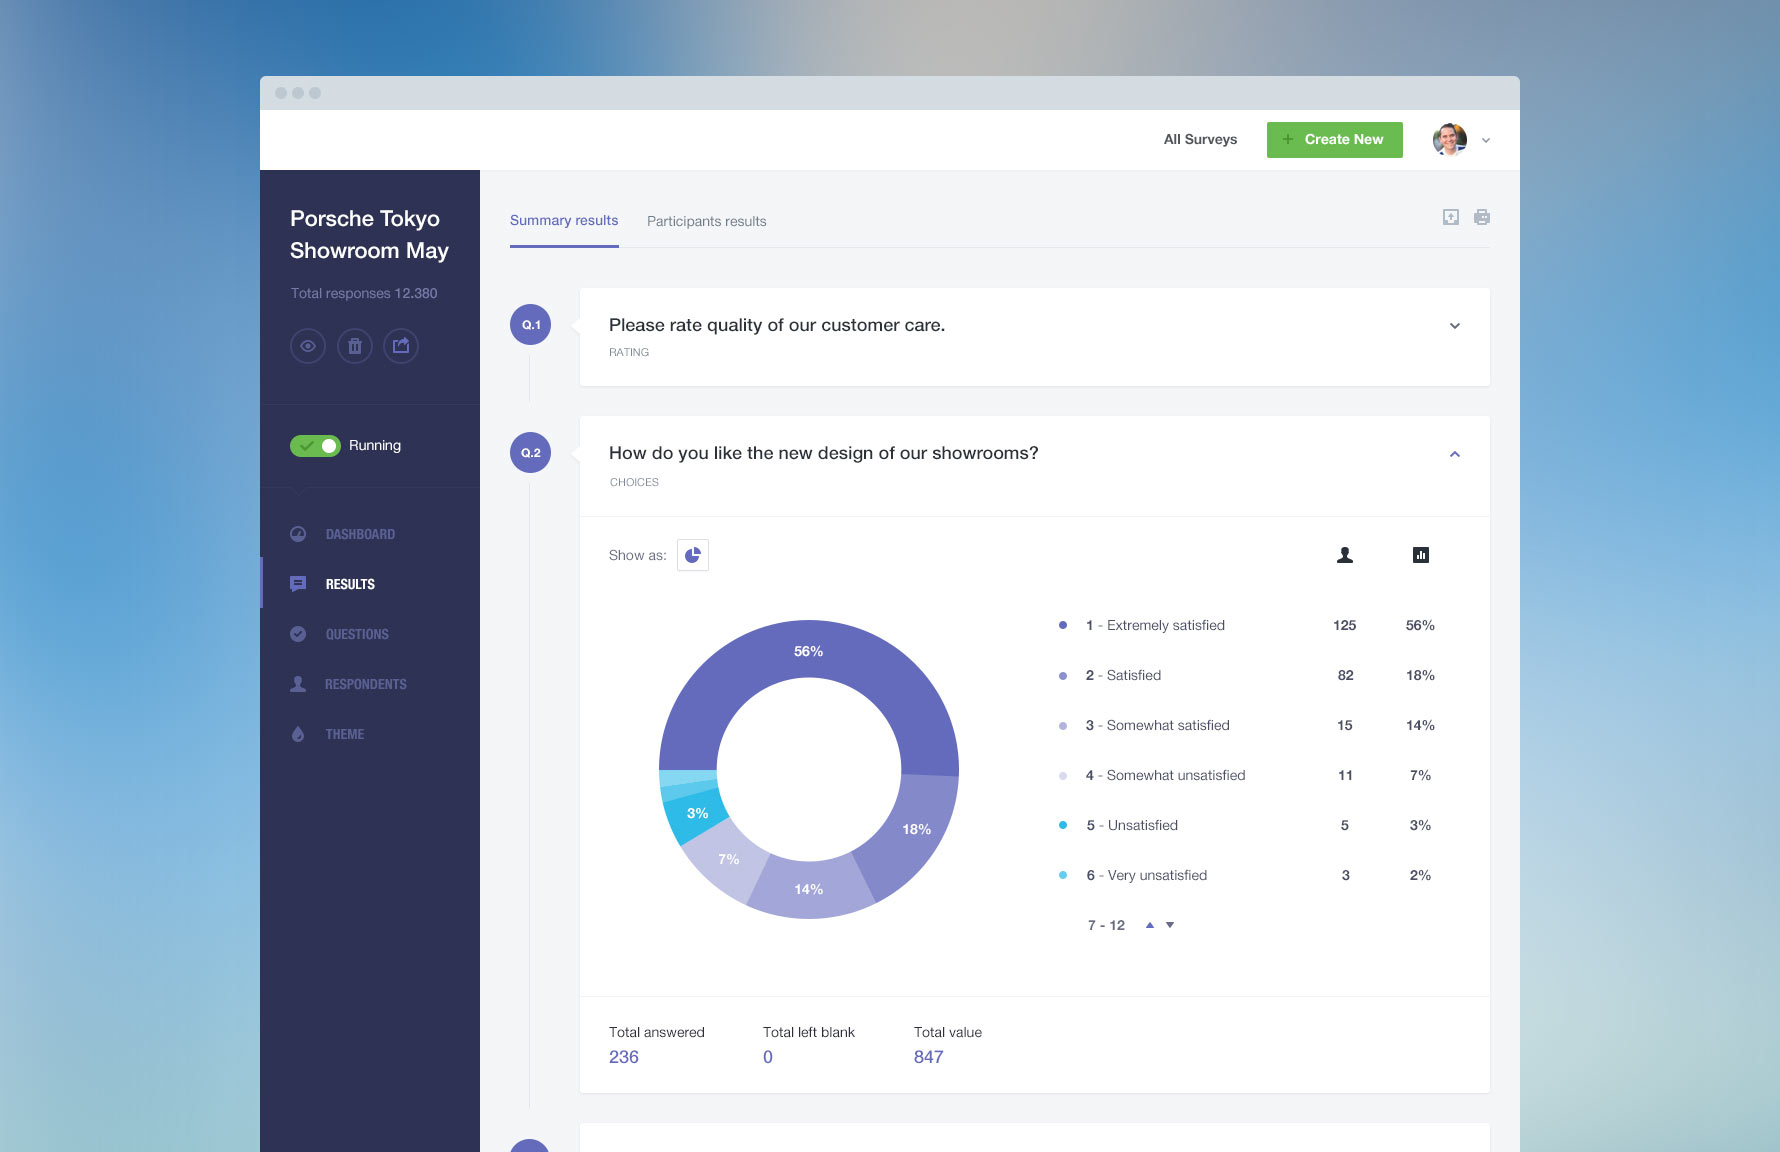 All Surveys
+ Create New
Porsche Tokyo
Showroom May
Total responses 12.380
Running
DASHBOARD
RESULTS
QUESTIONS
RESPONDENTS
THEME
Summary results
Participants results
Q.1
Please rate quality of our customer care.
RATING
Q.2
How do you like the new design of our showrooms?
CHOICES
Show as:
56%
18%
14%
7%
3%
1 - Extremely satisfied 125 56%
2 - Satisfied 82 18%
3 - Somewhat satisfied 15 14%
4 - Somewhat unsatisfied 11 7%
5 - Unsatisfied 5 3%
6 - Very unsatisfied 3 2%
7 - 12
Total answered
236
Total left blank
0
Total value
847